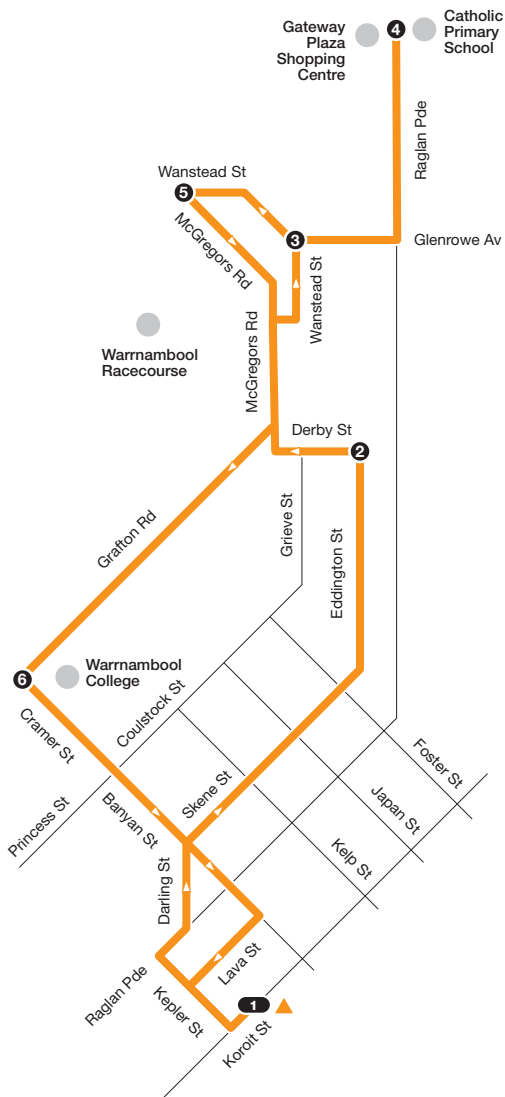 Gateway
Plaza
Shopping
Centre
4
Catholic
Primary
School
Raglan Pde
Wanstead St
5
3
Glenrowe Av
McGregors Rd
Wanstead St
McGregors Rd
Warrnambool
Racecourse
Derby St
2
Grieve St
Eddington St
Grafton Rd
6
Warrnambool
College
Coulstock St
Cramer St
Banyan St
Princess St
Skene St
Foster St
Japan St
Kelp St
Darling St
Lava St
Raglan Pde
Kepler St
1
Koroit St